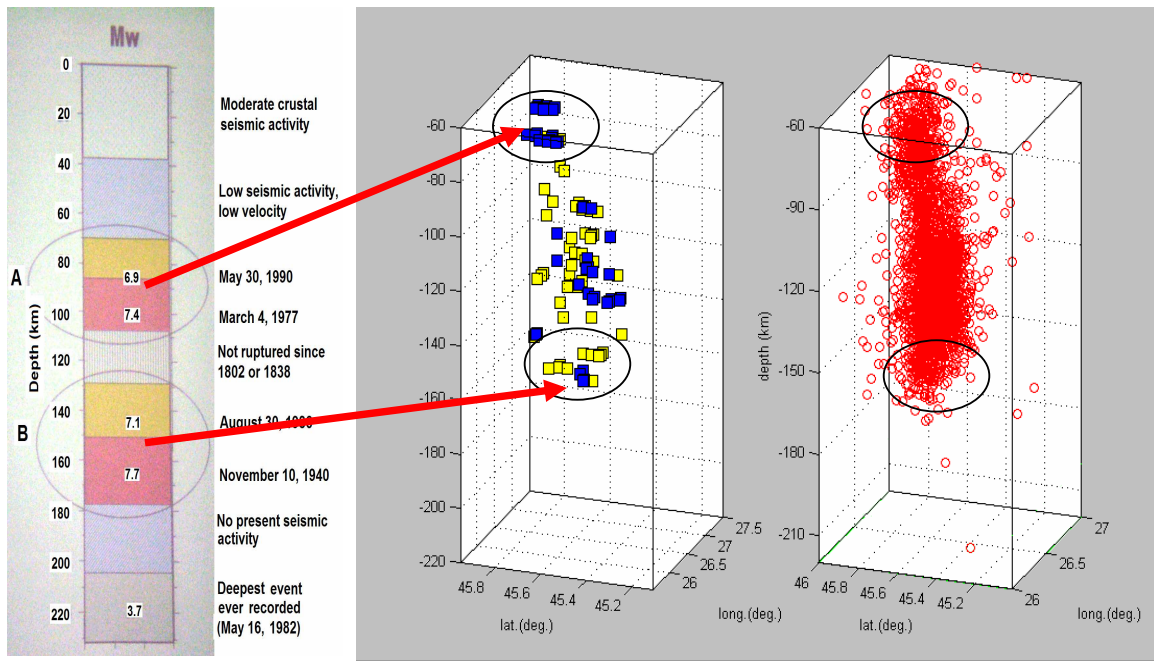 Mw
0
20
40
60
80
100
120
140
160
180
200
220
Depth (km)
A
B
6.9
7.4
7.1
7.7
3.7
Moderate crustal
seismic activity
Low seismic activity,
low velocity
May 30, 1990
March 4, 1977
Not ruptured since
1802 or 1838
August 30,
November 10, 1940
No present seismic
activity
Deepest event
ever recorded
(May 16, 1982)
-60
-80
-100
-120
-140
-160
-180
-200
-220
45.8
45.6
45.4
45.2
lat.(deg.)
26
26.5
27
27.5
long.(deg.)
depth (km)
-60
-90
-120
-150
-180
-210
46
45.8
45.6
45.4
45.2
lat.(deg.)
26
26.5
27
long.(deg.)